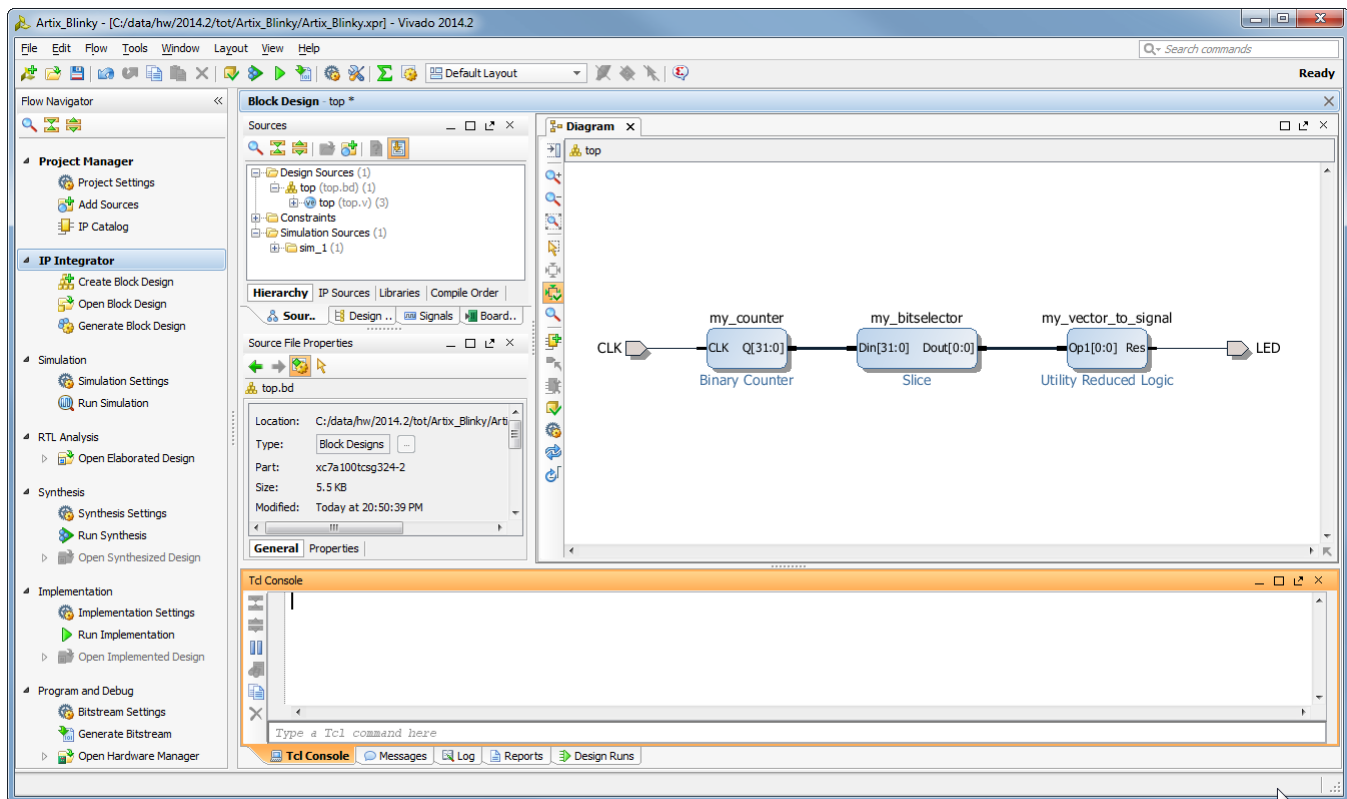 Artix_Blinky - [C:/data/hw/2014.2/tot/Artix_Blinky/Artix_Blinky.xpr] - Vivado 2014.2
File Edit Flow Tools Window Layout View Help
Search commands
Default Layout
Ready
Flow Navigator
Project Manager
Project Settings
Add Sources
IP Catalog
IP Integrator
Create Block Design
Open Block Design
Generate Block Design
Simulation
Simulation Settings
Run Simulation
RTL Analysis
Open Elaborated Design
Synthesis
Synthesis Settings
Run Synthesis
Open Synthesized Design
Implementation
Implementation Settings
Run Implementation
Open Implemented Design
Program and Debug
Bitstream Settings
Generate Bitstream
Open Hardware Manager
Block Design - top *
Sources
Design Sources (1)
top (top.bd) (1)
top (top.v) (3)
Constraints
Simulation Sources (1)
sim_1 (1)
Hierarchy IP Sources Libraries Compile Order
Sour.. Design .. Signals Board..
Source File Properties
top.bd
Location: C:/data/hw/2014.2/tot/Artix_Blinky/Arti
Type: Block Designs ...
Part: xc7a100tcsg324-2
Size: 5.5 KB
Modified: Today at 20:50:39 PM
General Properties
Diagram
top
my_counter my_bitselector my_vector_to_signal
CLK CLK Q[31:0] Din[31:0] Dout[0:0] Op1[0:0] Res LED
Binary Counter Slice Utility Reduced Logic
Tcl Console
Type a Tcl command here
Tcl Console Messages Log Reports Design Runs